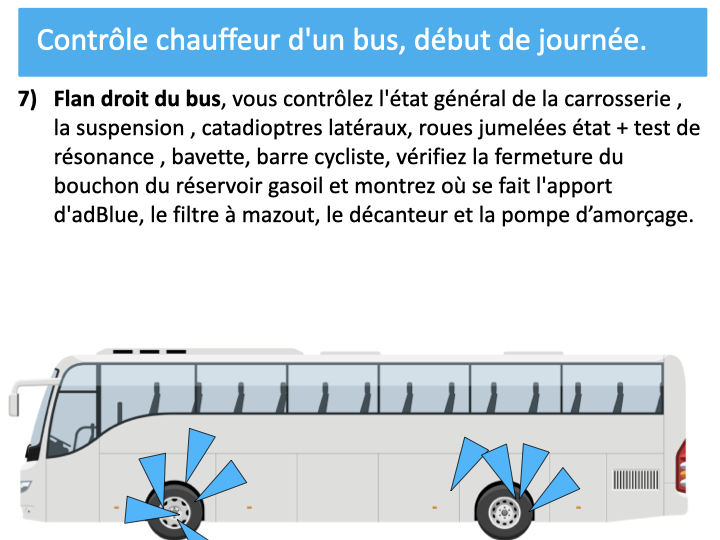 Contrôle chauffeur d'un bus, début de journée.
7) Flan droit du bus, vous contrôlez l'état général de la carrosserie ,
la suspension , catadioptres latéraux, roues jumelées état + test de
résonance , bavette, barre cycliste, vérifiez la fermeture du
bouchon du réservoir gasoil et montrez où se fait l'apport
d'adBlue, le filtre à mazout, le décanteur et la pompe d’amorçage.